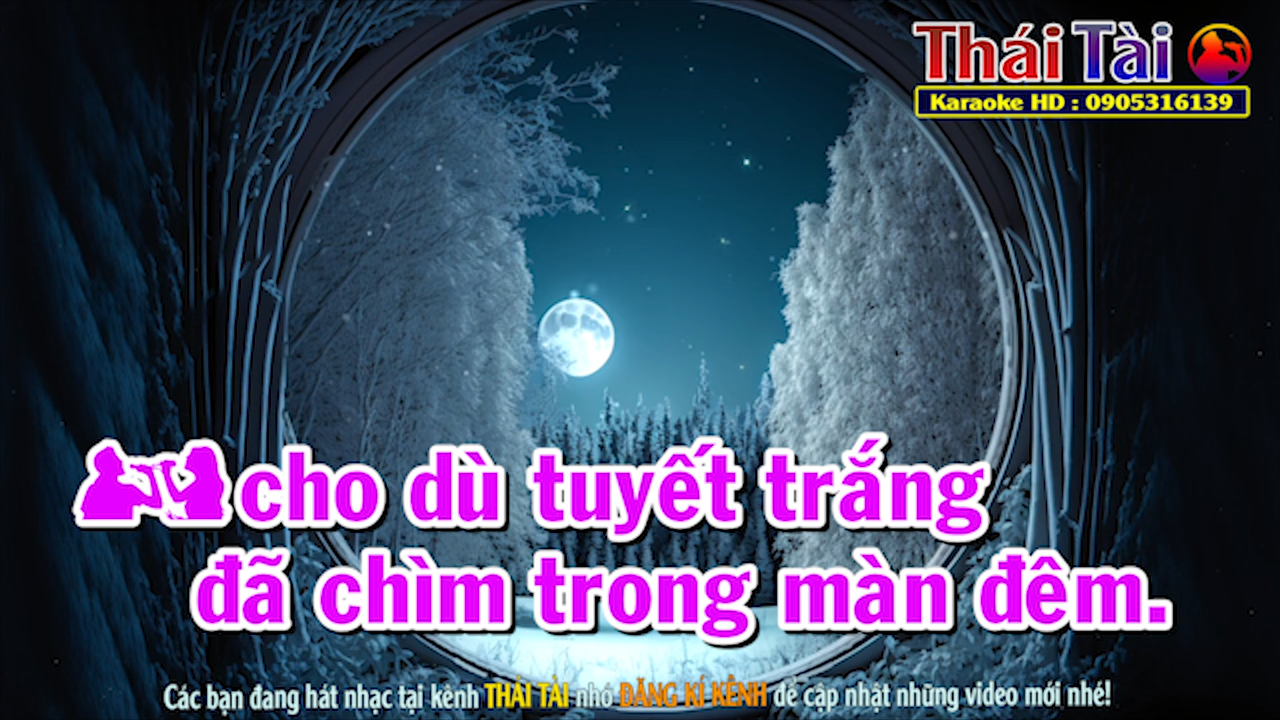 Thái Tài
Karaoke HD : 0905316139
cho dù tuyết trắng
đã chìm trong màn đêm.
Các bạn đang hát nhạc tại kênh THÁI TÀI nhớ ĐĂNG KÍ KÊNH để cập nhật những video mới nhé!